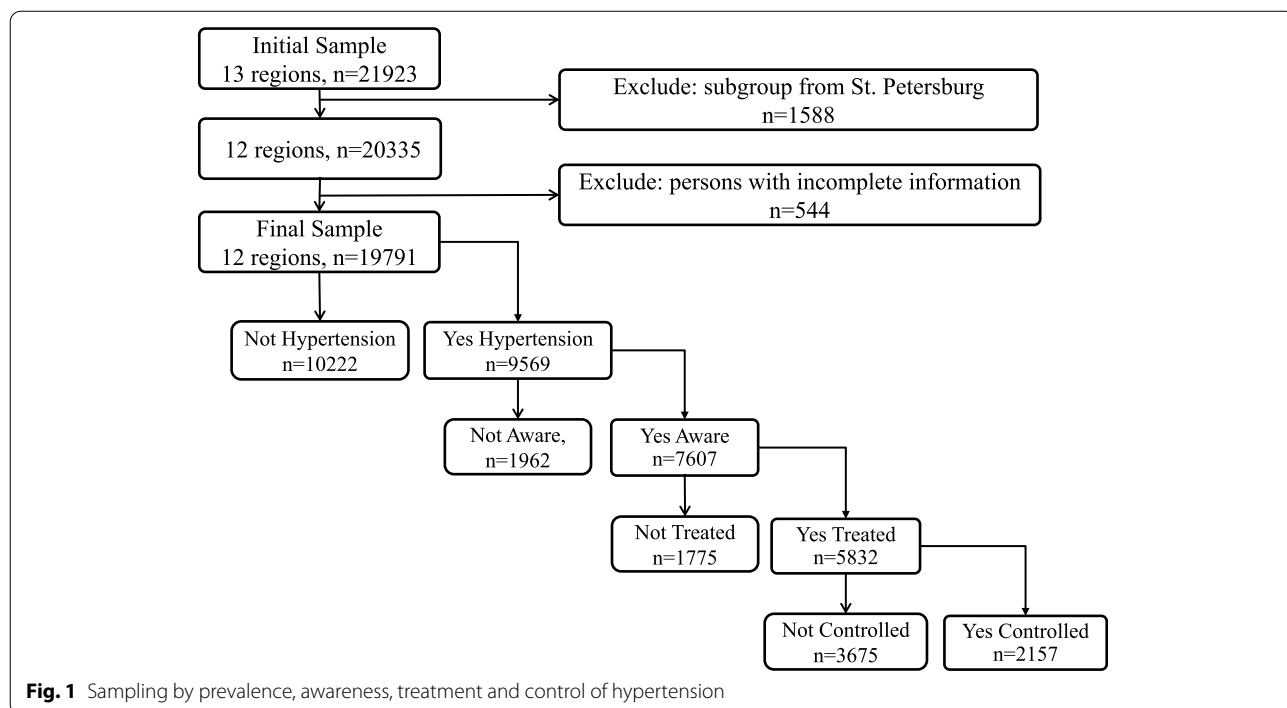 Initial Sample
13 regions, n=21923
Exclude: subgroup from St. Petersburg
n=1588
12 regions, n=20335
Exclude: persons with incomplete information
n=544
Final Sample
12 regions, n=19791
Not Hypertension
n=10222
Yes Hypertension
n=9569
Not Aware,
n=1962
Yes Aware
n=7607
Not Treated
n=1775
Yes Treated
n=5832
Not Controlled
n=3675
Yes Controlled
n=2157
Fig. 1 Sampling by prevalence, awareness, treatment and control of hypertension